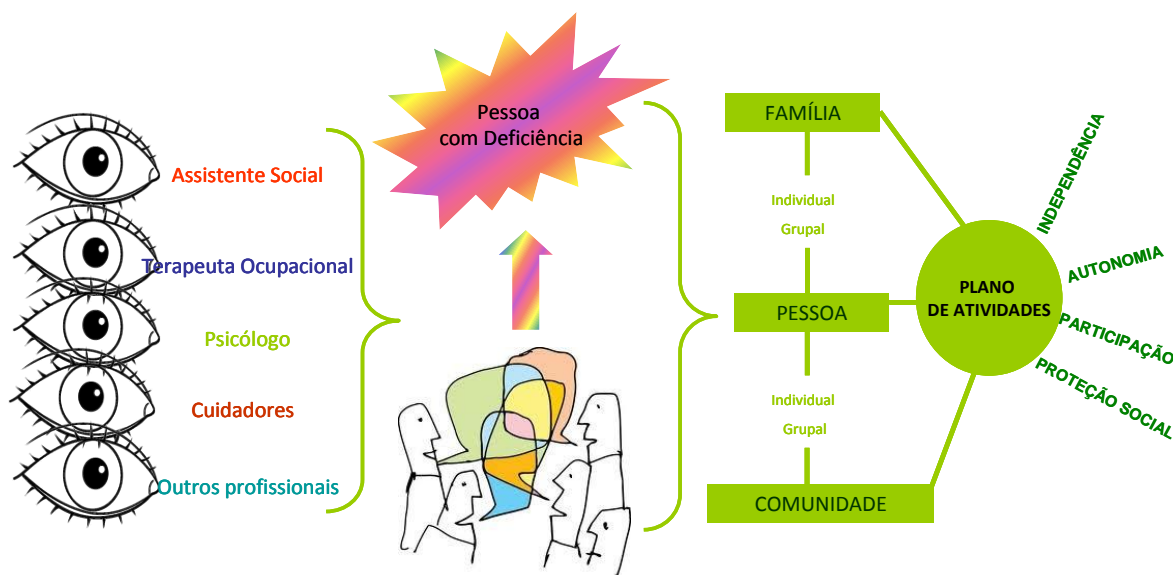 Assistente Social
Terapeuta Ocupacional
Psicólogo
Cuidadores
Outros profissionais
Pessoa
com Deficiência
FAMÍLIA
Individual
Grupal
PESSOA
Individual
Grupal
COMUNIDADE
PLANO
DE ATIVIDADES
INDEPENDÊNCIA
AUTONOMIA
PARTICIPAÇÃO
PROTEÇÃO SOCIAL